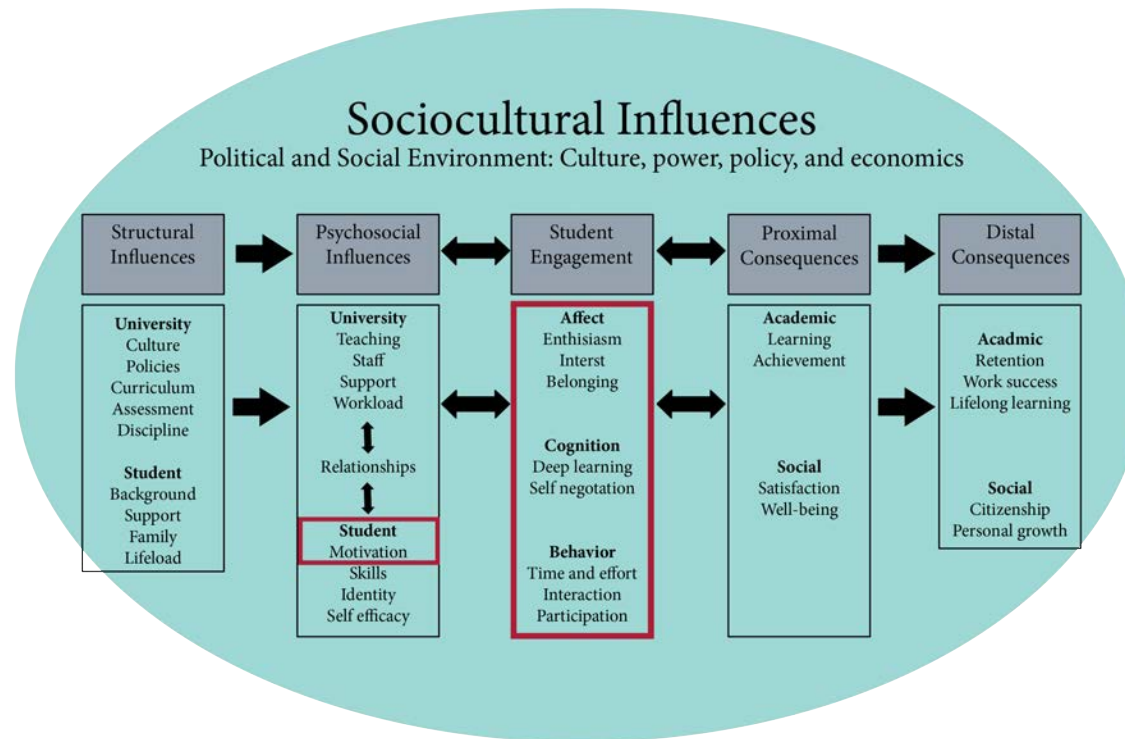 Sociocultural Influences
Political and Social Environment: Culture, power, policy, and economics
Structural
Influences
Psychosocial
Influences
Student
Engagement
Proximal
Consequences
Distal
Consequences
University
Culture
Policies
Curriculum
Assessment
Discipline
Student
Background
Support
Family
Lifeload
University
Teaching
Staff
Support
Workload
Relationships
Student
Motivation
Skills
Identity
Self efficacy
Affect
Enthisiasm
Interst
Belonging
Cognition
Deep learning
Self negotation
Behavior
Time and effort
Interaction
Participation
Academic
Learning
Achievement
Social
Satisfaction
Well-being
Acadmic
Retention
Work success
Lifelong learning
Social
Citizenship
Personal growth